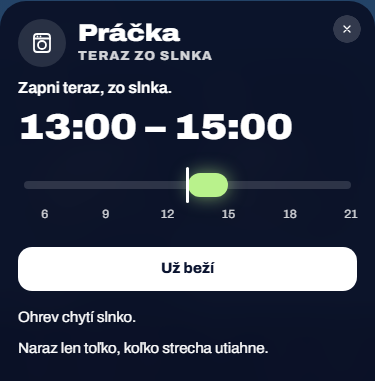 Práčka
TERAZ ZO SLNKA
Zapni teraz, zo slnka.
13:00 – 15:00
6 9 12 15 18 21
Už beží
Ohrev chytí slnko.
Naraz len toľko, koľko strecha utiahne.